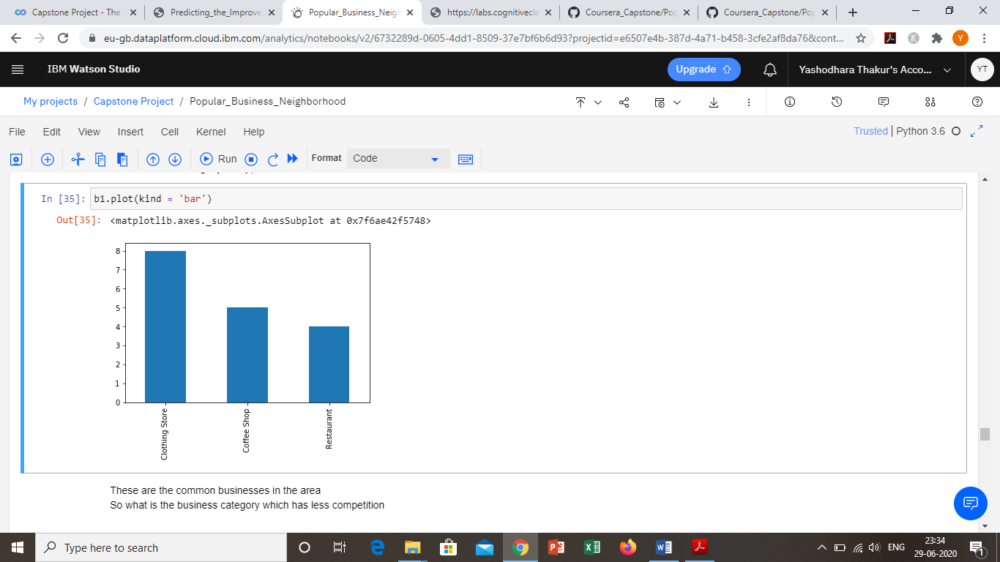 Capstone Project - The
Predicting_the_Improve
Popular_Business_Neigh
https://labs.cognitivecla
Coursera_Capstone/Pop
Coursera_Capstone/Pop
eu-gb.dataplatform.cloud.ibm.com/analytics/notebooks/v2/6732289d-0605-4dd1-8509-37e7bf6b6d93?projectid=e6507e4b-387d-4a71-b458-3cfe2af8da76&cont...
K
Y
IBM Watson Studio
Upgrade
Yashodhara Thakur's Acco...
YT
My projects / Capstone Project / Popular_Business_Neighborhood
File Edit View Insert Cell Kernel Help
Trusted | Python 3.6
Run
Format
Code
In [35]: b1.plot(kind = 'bar')
Out[35]: <matplotlib.axes._subplots.AxesSubplot at 0x7f6ae42f5748>
8
7
6
5
4
3
2
1
0
Clothing Store
Coffee Shop
Restaurant
These are the common businesses in the area
So what is the business category which has less competition
Type here to search
ENG
23:34
29-06-2020
1